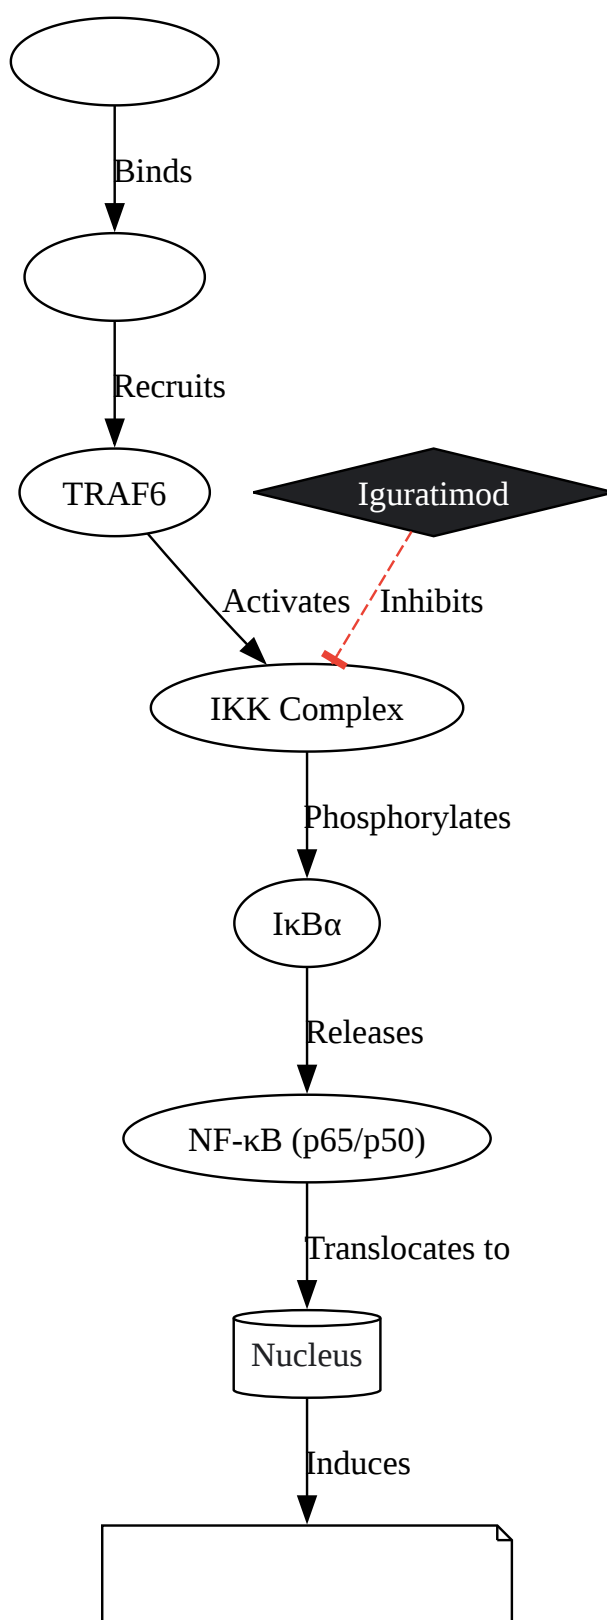 Binds
Recruits
TRAF6
Iguratimod
Activates
Inhibits
IKK Complex
Phosphorylates
IκBα
Releases
NF-κB (p65/p50)
Translocates to
Nucleus
Induces